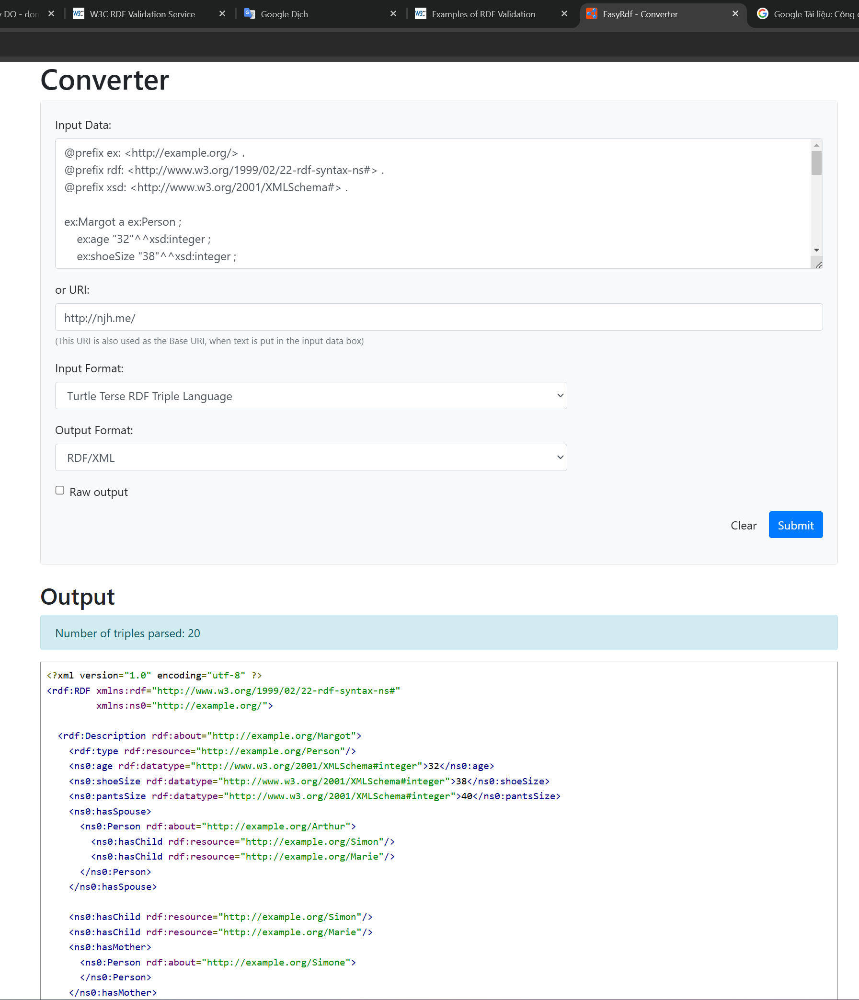 DO - don
W3C RDF Validation Service
Google Dịch
Examples of RDF Validation
EasyRdf - Converter
Google Tài liệu: Công
Converter
Input Data:
@prefix ex: <http://example.org/> .
@prefix rdf: <http://www.w3.org/1999/02/22-rdf-syntax-ns#> .
@prefix xsd: <http://www.w3.org/2001/XMLSchema#> .
ex:Margot a ex:Person ;
ex:age "32"^^xsd:integer ;
ex:shoeSize "38"^^xsd:integer ;
or URI:
http://njh.me/
(This URI is also used as the Base URI, when text is put in the input data box)
Input Format:
Turtle Terse RDF Triple Language
Output Format:
RDF/XML
Raw output
Clear
Submit
Output
Number of triples parsed: 20
<?xml version="1.0" encoding="utf-8" ?>
<rdf:RDF xmlns:rdf="http://www.w3.org/1999/02/22-rdf-syntax-ns#"
xmlns:ns0="http://example.org/">
<rdf:Description rdf:about="http://example.org/Margot">
<rdf:type rdf:resource="http://example.org/Person"/>
<ns0:age rdf:datatype="http://www.w3.org/2001/XMLSchema#integer">32</ns0:age>
<ns0:shoeSize rdf:datatype="http://www.w3.org/2001/XMLSchema#integer">38</ns0:shoeSize>
<ns0:pantsSize rdf:datatype="http://www.w3.org/2001/XMLSchema#integer">40</ns0:pantsSize>
<ns0:hasSpouse>
<ns0:Person rdf:about="http://example.org/Arthur">
<ns0:hasChild rdf:resource="http://example.org/Simon"/>
<ns0:hasChild rdf:resource="http://example.org/Marie"/>
</ns0:Person>
</ns0:hasSpouse>
<ns0:hasChild rdf:resource="http://example.org/Simon"/>
<ns0:hasChild rdf:resource="http://example.org/Marie"/>
<ns0:hasMother>
<ns0:Person rdf:about="http://example.org/Simone">
</ns0:Person>
</ns0:hasMother>